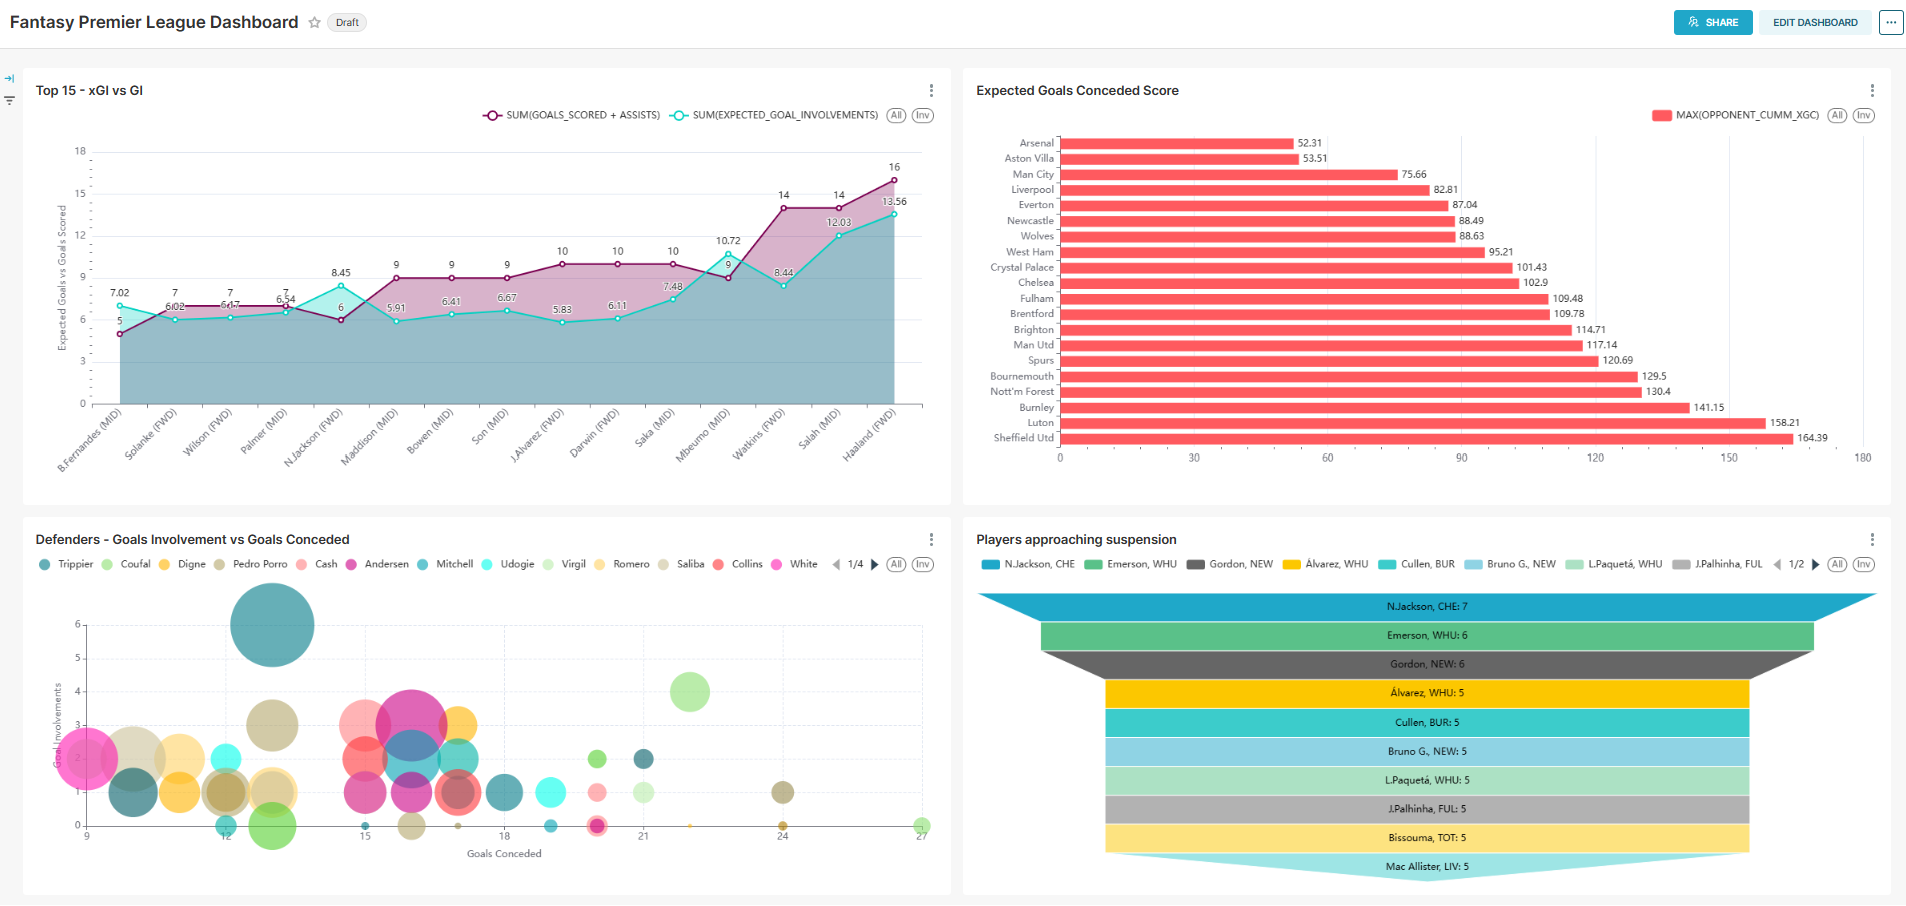 Fantasy Premier League Dashboard
Draft
SHARE
EDIT DASHBOARD
Top 15 - xGI vs GI
SUM(GOALS_SCORED + ASSISTS)
SUM(EXPECTED_GOAL_INVOLVEMENTS)
All
Inv
Expected Goals vs Goals Scored
18
15
12
9
6
3
0
7.02
5
7
6.02
7
6.17
7
6.54
8.45
6
9
5.91
9
6.41
9
6.67
10
5.83
10
6.11
10
7.48
10.72
9
14
8.44
14
12.03
16
13.56
B.Fernandes (MID)
Solanke (FWD)
Wilson (FWD)
Palmer (MID)
N.Jackson (FWD)
Maddison (MID)
Bowen (MID)
Son (MID)
J.Alvarez (FWD)
Darwin (FWD)
Saka (MID)
Mbeumo (MID)
Watkins (FWD)
Salah (MID)
Haaland (FWD)
Expected Goals Conceded Score
MAX(OPPONENT_CUMM_XGC)
All
Inv
Arsenal 52.31
Aston Villa 53.51
Man City 75.66
Liverpool 82.81
Everton 87.04
Newcastle 88.49
Wolves 88.63
West Ham 95.21
Crystal Palace 101.43
Chelsea 102.9
Fulham 109.48
Brentford 109.78
Brighton 114.71
Man Utd 117.14
Spurs 120.69
Bournemouth 129.5
Nott'm Forest 130.4
Burnley 141.15
Luton 158.21
Sheffield Utd 164.39
0 30 60 90 120 150 180
Defenders - Goals Involvement vs Goals Conceded
Trippier Coufal Digne Pedro Porro Cash Andersen Mitchell Udogie Virgil Romero Saliba Collins White 1/4 All Inv
Goal Involvements
6
5
4
3
2
1
0
9 12 15 18 21 24 27
Goals Conceded
Players approaching suspension
N.Jackson, CHE Emerson, WHU Gordon, NEW Álvarez, WHU Cullen, BUR Bruno G., NEW L.Paquetá, WHU J.Palhinha, FUL 1/2 All Inv
N.Jackson, CHE: 7
Emerson, WHU: 6
Gordon, NEW: 6
Álvarez, WHU: 5
Cullen, BUR: 5
Bruno G., NEW: 5
L.Paquetá, WHU: 5
J.Palhinha, FUL: 5
Bissouma, TOT: 5
Mac Allister, LIV: 5